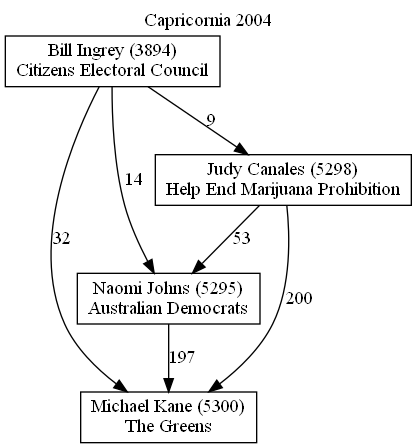 Capricornia 2004
Bill Ingrey (3894)
Citizens Electoral Council
9
Judy Canales (5298)
Help End Marijuana Prohibition
14
32
53
Naomi Johns (5295)
Australian Democrats
200
197
Michael Kane (5300)
The Greens